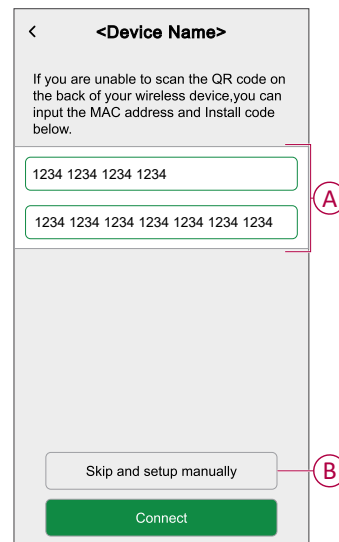 <Device Name>
If you are unable to scan the QR code on
the back of your wireless device,you can
input the MAC address and Install code
below.
1234 1234 1234 1234
A
1234 1234 1234 1234 1234 1234 1234
Skip and setup manually
B
Connect